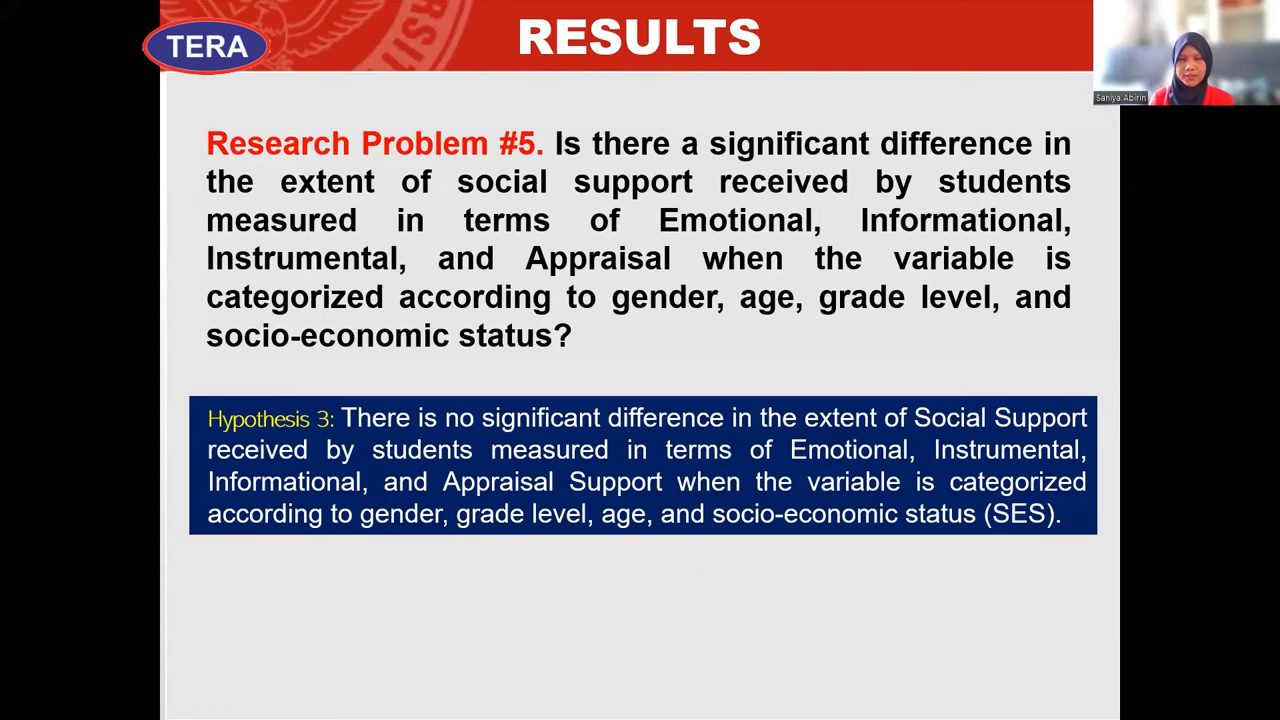 TERA
RESULTS
Saniya Abirin
Research Problem #5. Is there a significant difference in
the extent of social support received by students
measured in terms of Emotional, Informational,
Instrumental, and Appraisal when the variable is
categorized according to gender, age, grade level, and
socio-economic status?
Hypothesis 3: There is no significant difference in the extent of Social Support
received by students measured in terms of Emotional, Instrumental,
Informational, and Appraisal Support when the variable is categorized
according to gender, grade level, age, and socio-economic status (SES).